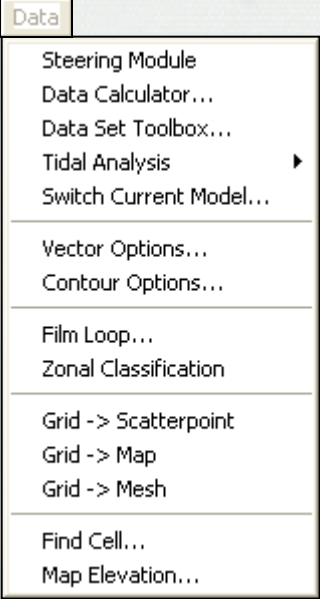 Data
Steering Module
Data Calculator...
Data Set Toolbox...
Tidal Analysis
Switch Current Model...
Vector Options...
Contour Options...
Film Loop...
Zonal Classification
Grid -> Scatterpoint
Grid -> Map
Grid -> Mesh
Find Cell...
Map Elevation...